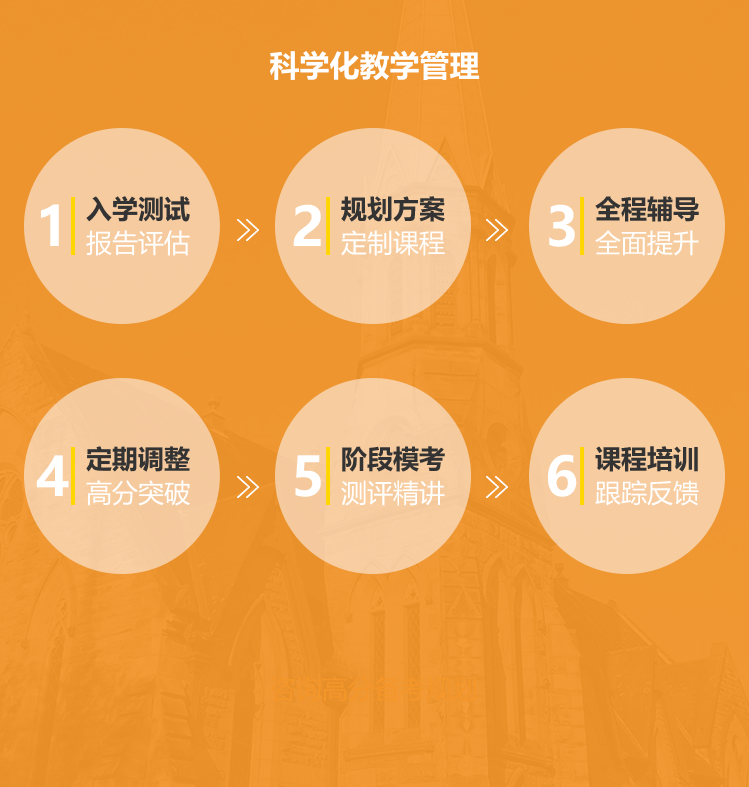 科学化教学管理
1
入学测试
报告评估
2
规划方案
定制课程
3
全程辅导
全面提升
4
定期调整
高分突破
5
阶段模考
测评精讲
6
课程培训
跟踪反馈